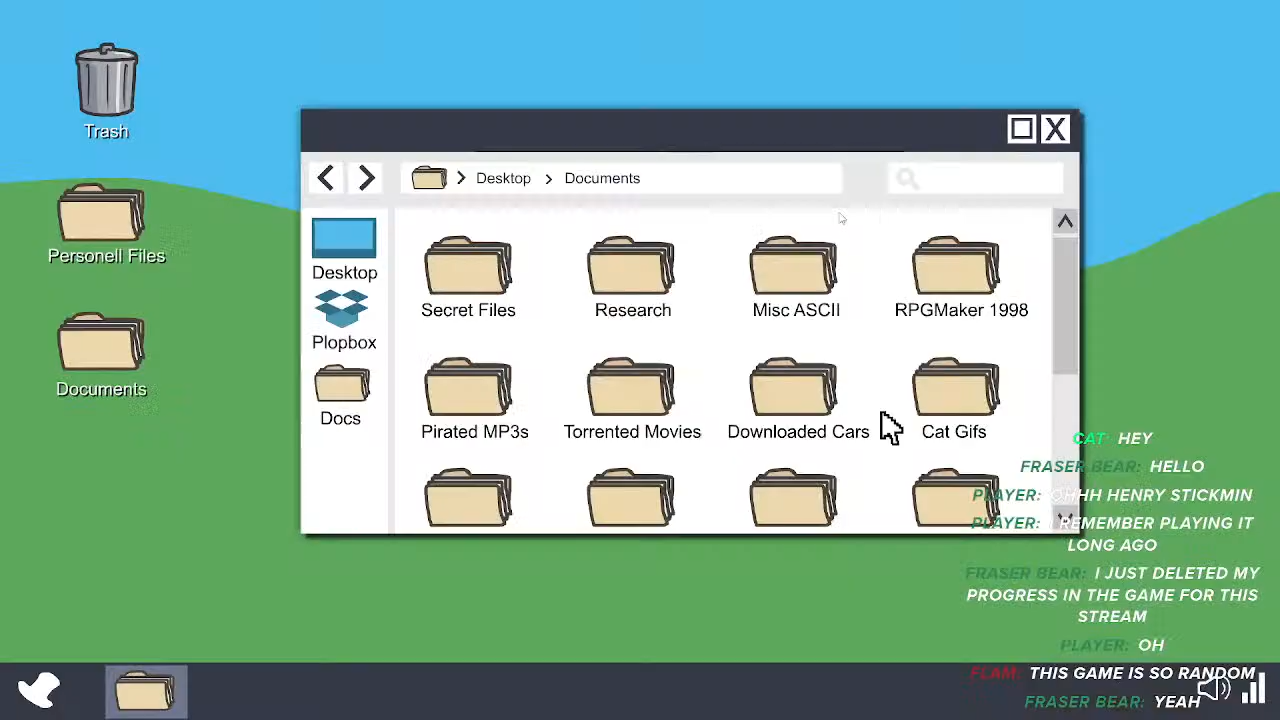 Trash
Personell Files
Documents
X
Desktop
Documents
Desktop
Plopbox
Docs
Secret Files
Research
Misc ASCII
RPGMaker 1998
Pirated MP3s
Torrented Movies
Downloaded Cars
Cat Gifs
CAT: HEY
FRASER BEAR: HELLO
PLAYER: OHHH HENRY STICKMIN
PLAYER: I REMEMBER PLAYING IT
LONG AGO
FRASER BEAR: I JUST DELETED MY
PROGRESS IN THE GAME FOR THIS
STREAM
PLAYER: OH
FLAM: THIS GAME IS SO RANDOM
FRASER BEAR: YEAH